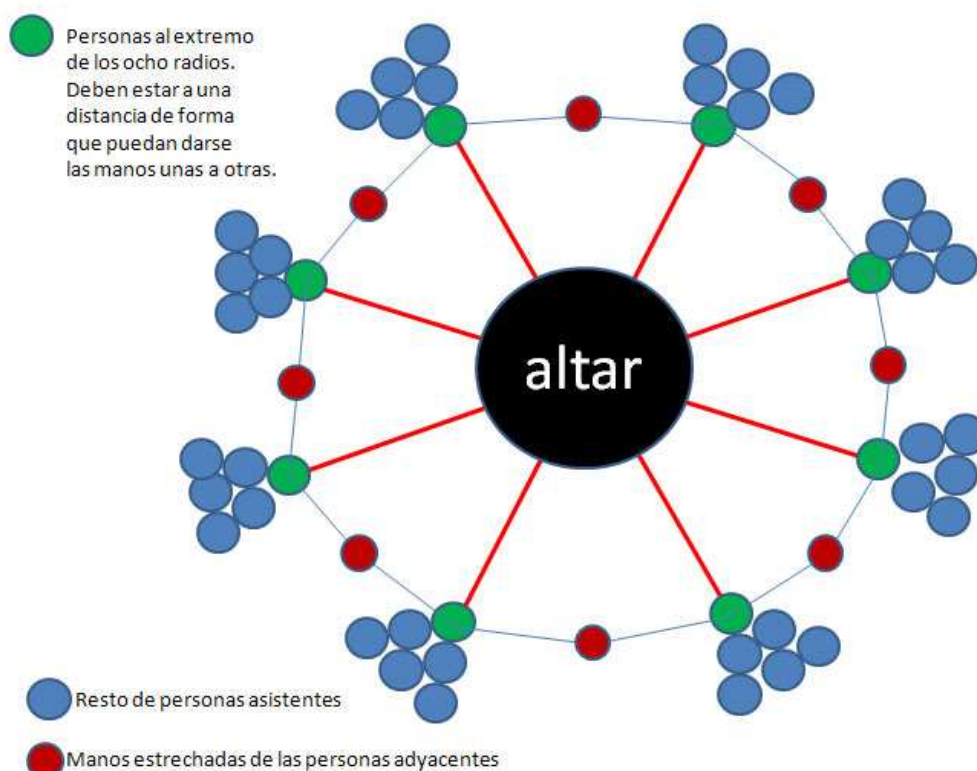 Personas al extremo
de los ocho radios.
Deben estar a una
distancia de forma
que puedan darse
las manos unas a otras.
altar
Resto de personas asistentes
Manos estrechadas de las personas adyacentes